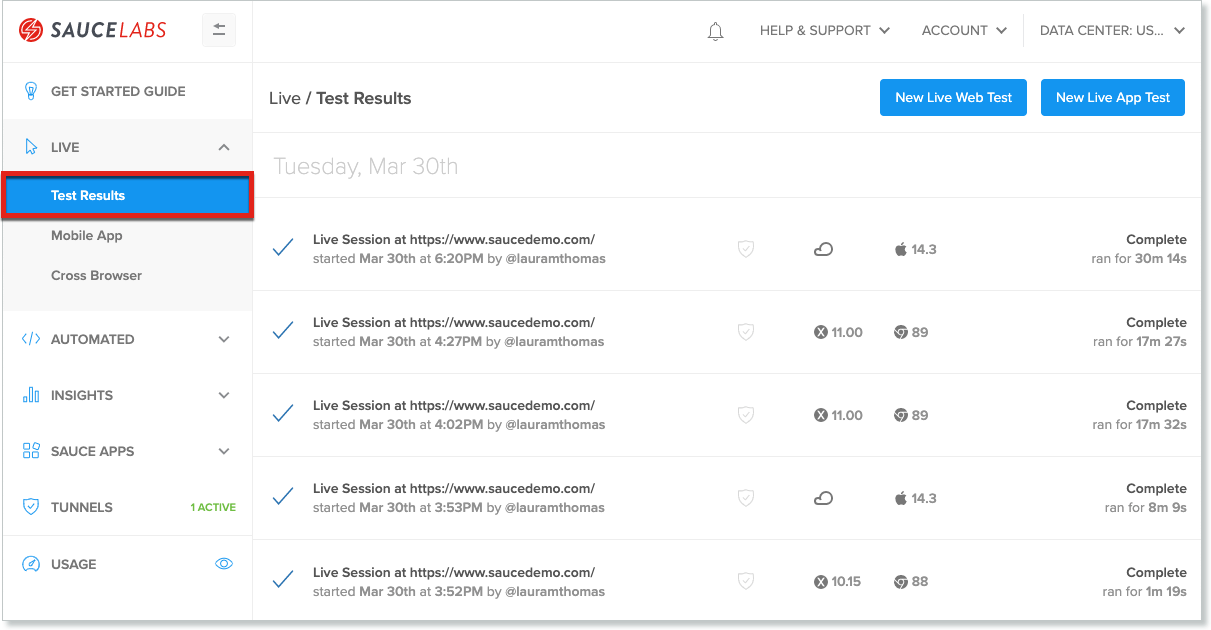 SAUCELABS
HELP & SUPPORT
ACCOUNT
DATA CENTER: US...
GET STARTED GUIDE
LIVE
Test Results
Mobile App
Cross Browser
AUTOMATED
INSIGHTS
SAUCE APPS
TUNNELS 1 ACTIVE
USAGE
Live / Test Results
New Live Web Test
New Live App Test
Tuesday, Mar 30th
Live Session at https://www.saucedemo.com/
started Mar 30th at 6:20PM by @lauramthomas
14.3
Complete
ran for 30m 14s
Live Session at https://www.saucedemo.com/
started Mar 30th at 4:27PM by @lauramthomas
11.00
89
Complete
ran for 17m 27s
Live Session at https://www.saucedemo.com/
started Mar 30th at 4:02PM by @lauramthomas
11.00
89
Complete
ran for 17m 32s
Live Session at https://www.saucedemo.com/
started Mar 30th at 3:53PM by @lauramthomas
14.3
Complete
ran for 8m 9s
Live Session at https://www.saucedemo.com/
started Mar 30th at 3:52PM by @lauramthomas
10.15
88
Complete
ran for 1m 19s